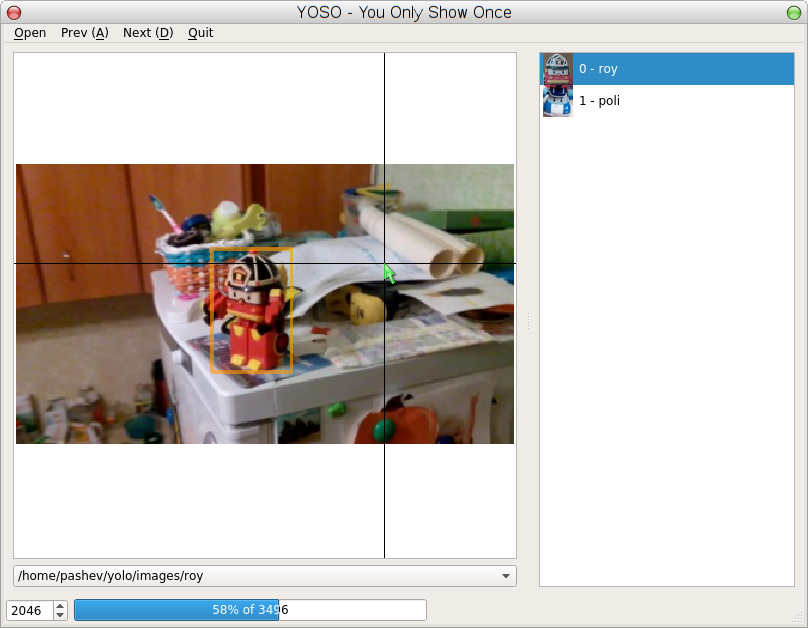 YOSO - You Only Show Once
Open Prev (A) Next (D) Quit
0 - roy
1 - poli
/home/pashev/yolo/images/roy
2046 58% of 3496